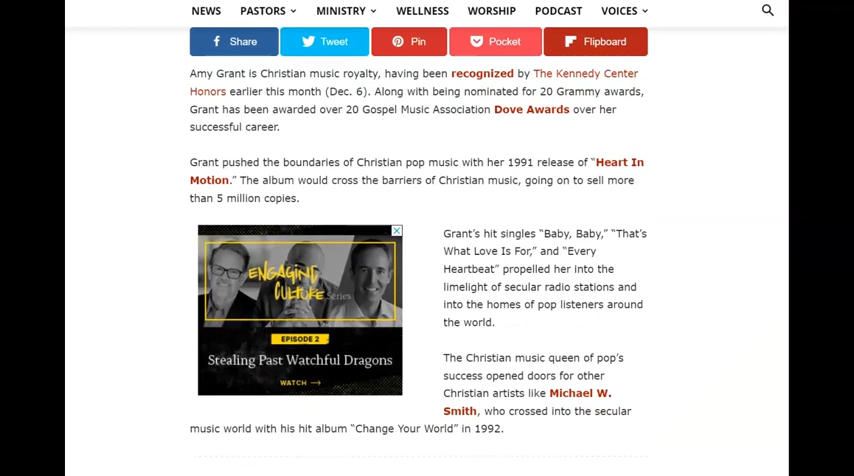 NEWS PASTORS MINISTRY WELLNESS WORSHIP PODCAST VOICES
Share Tweet Pin Pocket Flipboard
Amy Grant is Christian music royalty, having been recognized by The Kennedy Center
Honors earlier this month (Dec. 6). Along with being nominated for 20 Grammy awards,
Grant has been awarded over 20 Gospel Music Association Dove Awards over her
successful career.
Grant pushed the boundaries of Christian pop music with her 1991 release of “Heart In
Motion.” The album would cross the barriers of Christian music, going on to sell more
than 5 million copies.
ENGAGING
CULTURE Series
EPISODE 2
Stealing Past Watchful Dragons
WATCH
Grant’s hit singles “Baby, Baby,” “That’s
What Love Is For,” and “Every
Heartbeat” propelled her into the
limelight of secular radio stations and
into the homes of pop listeners around
the world.
The Christian music queen of pop’s
success opened doors for other
Christian artists like Michael W.
Smith, who crossed into the secular
music world with his hit album “Change Your World” in 1992.